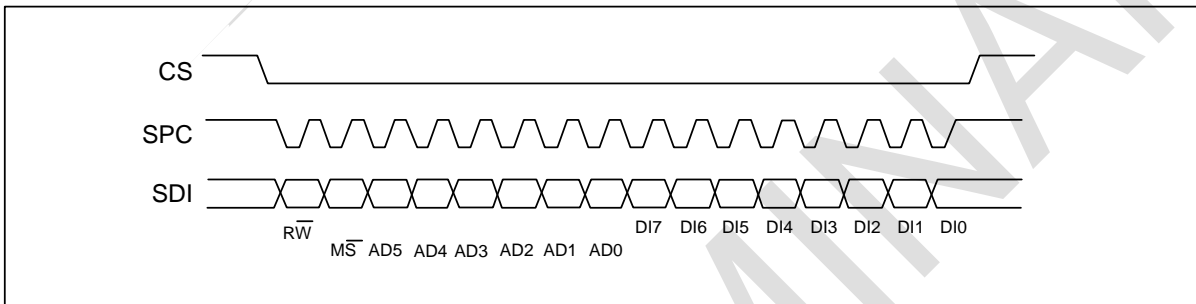 CS
SPC
SDI
RW̅ DI7 DI6 DI5 DI4 DI3 DI2 DI1 DI0
MS̅ AD5 AD4 AD3 AD2 AD1 AD0